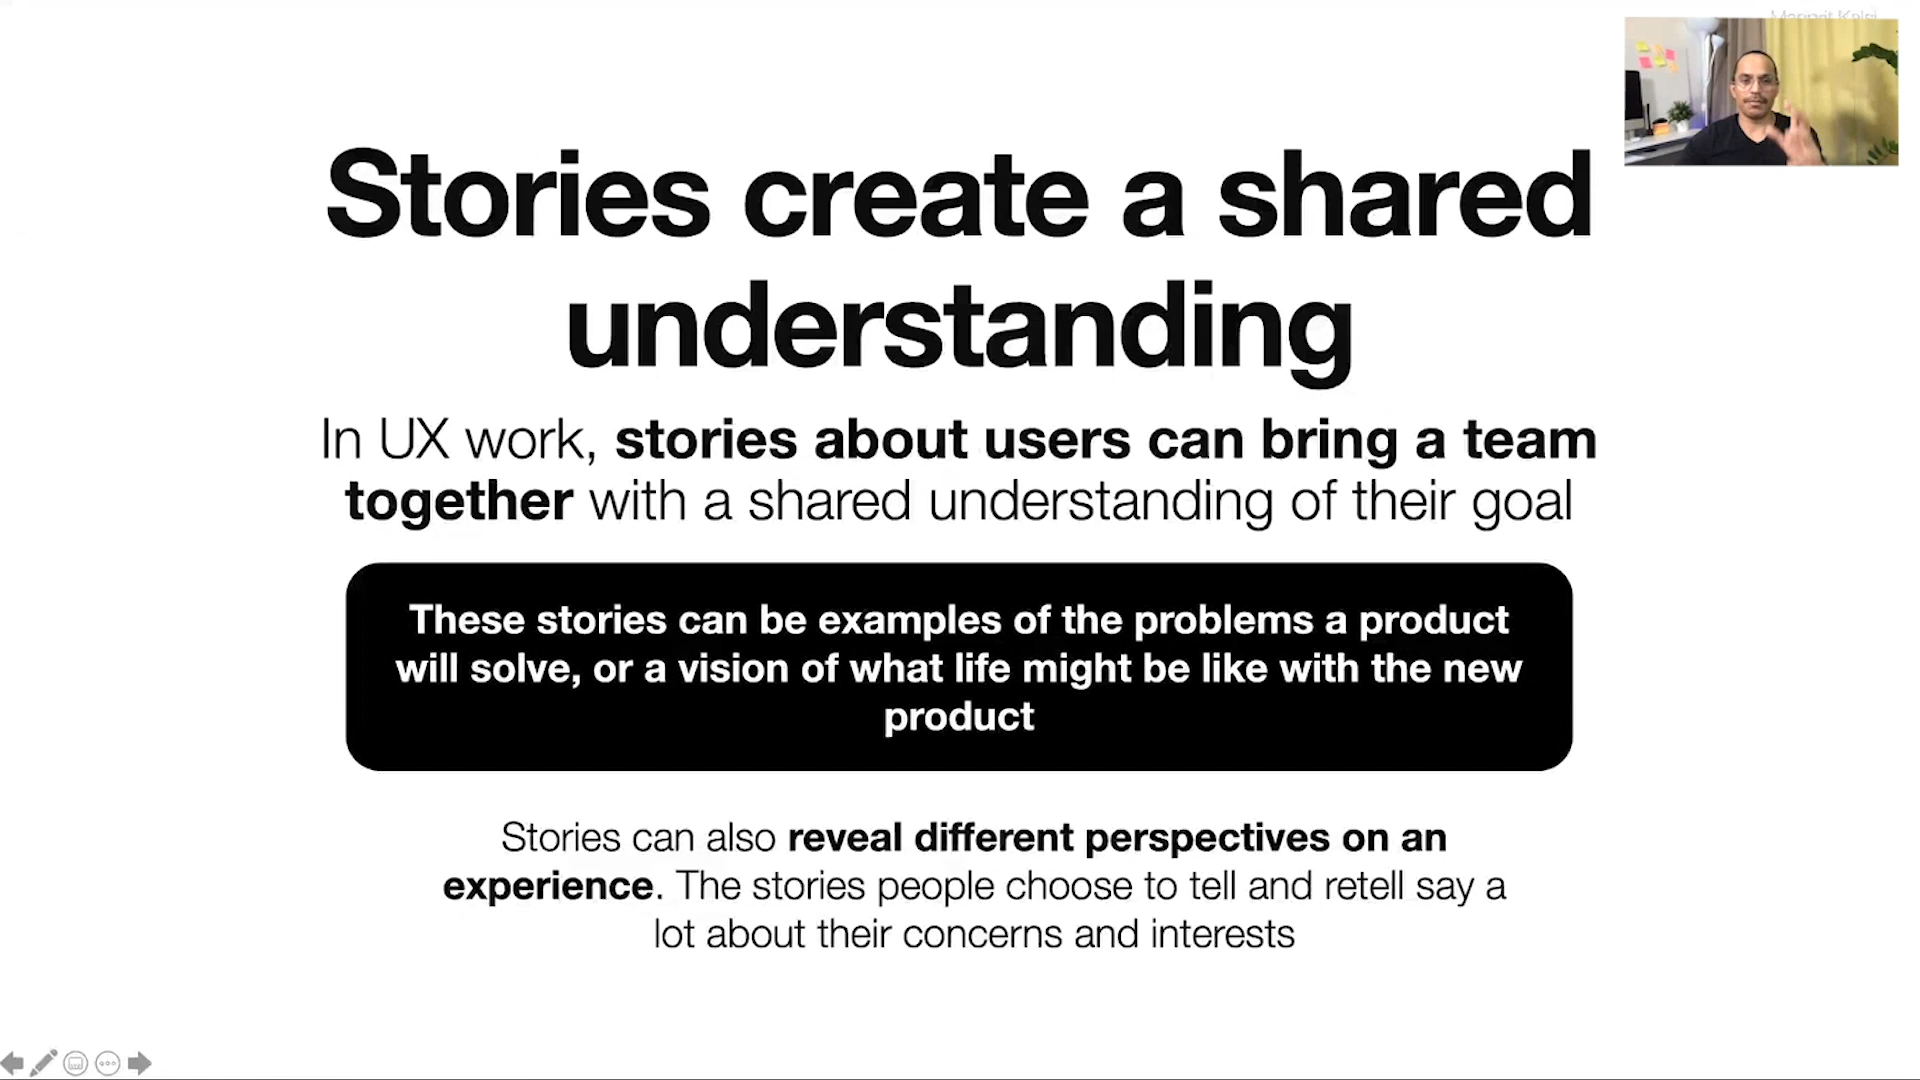 Stories create a shared
understanding
In UX work, stories about users can bring a team
together with a shared understanding of their goal
These stories can be examples of the problems a product
will solve, or a vision of what life might be like with the new
product
Stories can also reveal different perspectives on an
experience. The stories people choose to tell and retell say a
lot about their concerns and interests